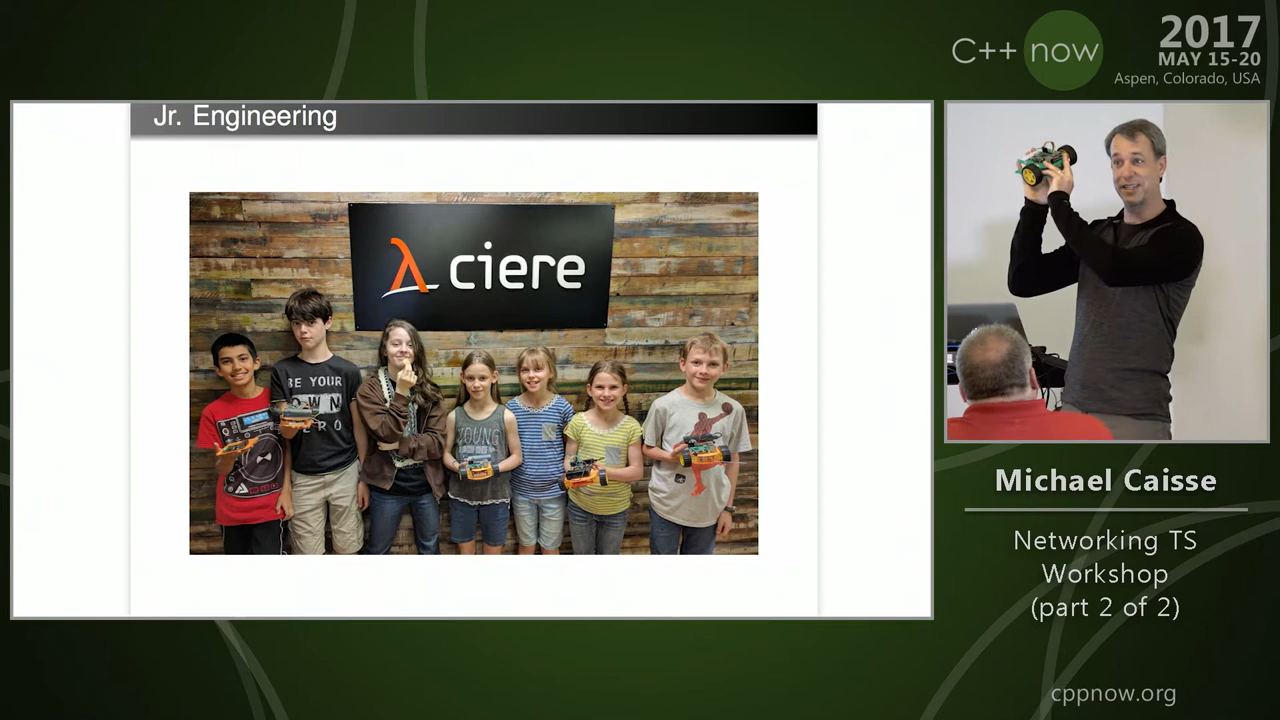 C++ now
2017
MAY 15-20
Aspen, Colorado, USA
Jr. Engineering
ciere
BE YOUR
OWN
YOUNG
Michael Caisse
Networking TS
Workshop
(part 2 of 2)
cppnow.org